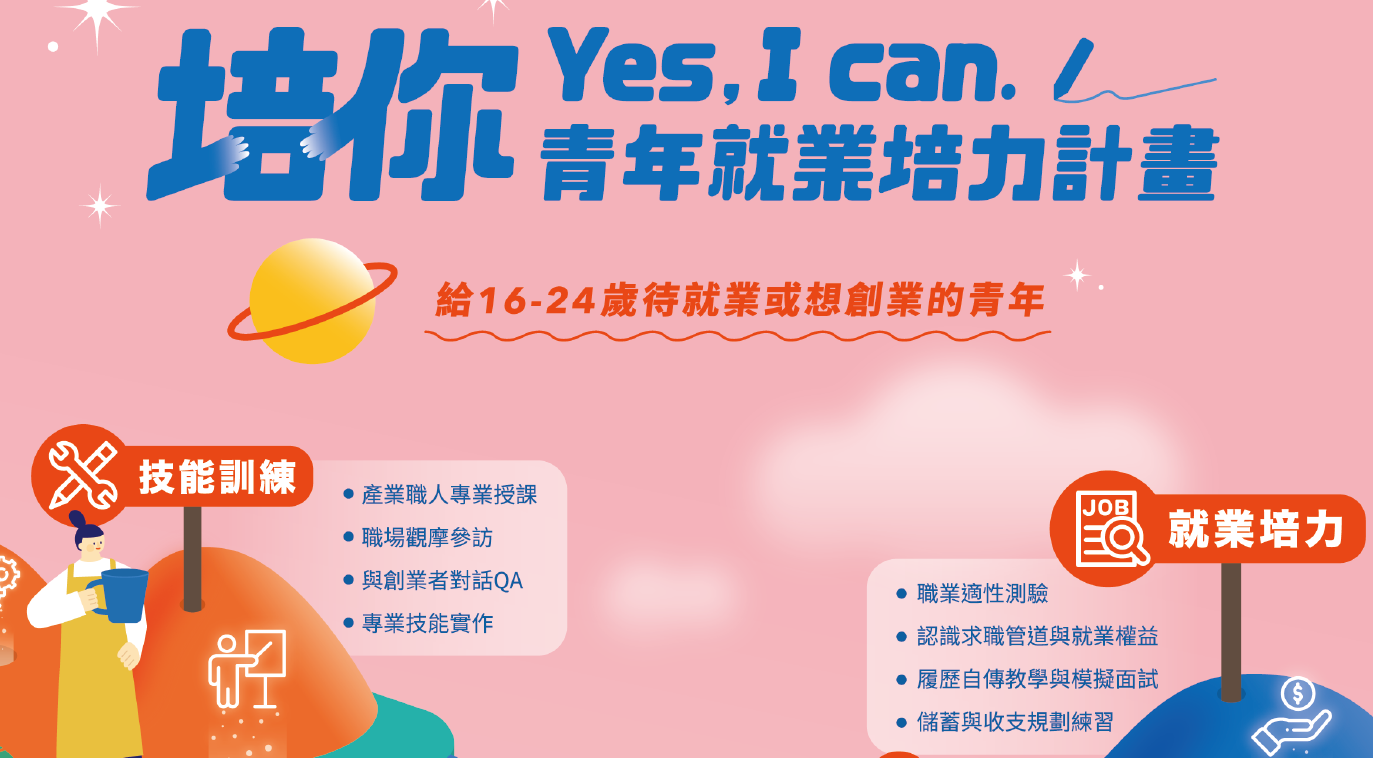 培你
Yes, I can.
青年就業培力計畫
給16-24歲待就業或想創業的青年
技能訓練
• 產業職人專業授課
• 職場觀摩參訪
• 與創業者對話QA
• 專業技能實作
JOB
就業培力
• 職業適性測驗
• 認識求職管道與就業權益
• 履歷自傳教學與模擬面試
• 儲蓄與收支規劃練習
$